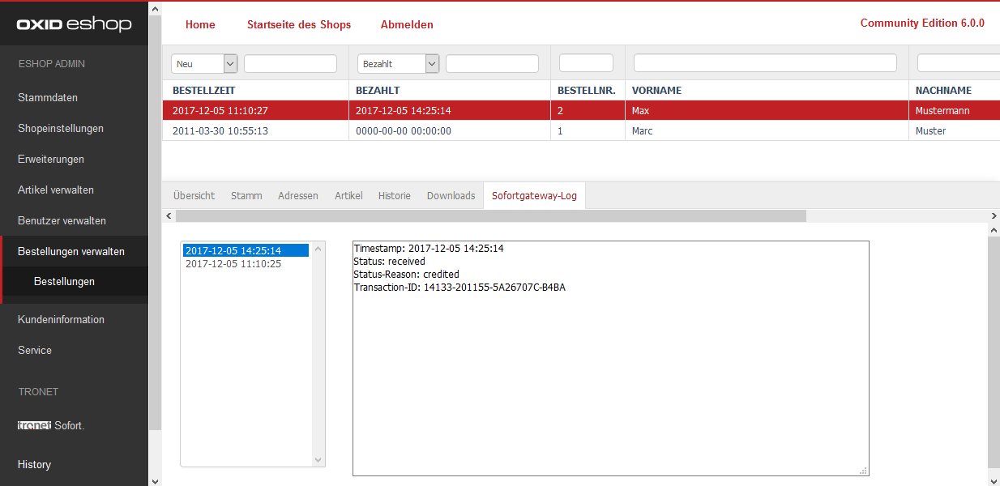 OXID eshop
ESHOP ADMIN
Stammdaten
Shopeinstellungen
Erweiterungen
Artikel verwalten
Benutzer verwalten
Bestellungen verwalten
Bestellungen
Kundeninformation
Service
TRONET
tronet Sofort.
History
Home Startseite des Shops Abmelden Community Edition 6.0.0
Neu Bezahlt
BESTELLZEIT BEZAHLT BESTELLNR. VORNAME NACHNAME
2017-12-05 11:10:27 2017-12-05 14:25:14 2 Max Mustermann
2011-03-30 10:55:13 0000-00-00 00:00:00 1 Marc Muster
Übersicht Stamm Adressen Artikel Historie Downloads Sofortgateway-Log
2017-12-05 14:25:14
2017-12-05 11:10:25
Timestamp: 2017-12-05 14:25:14
Status: received
Status-Reason: credited
Transaction-ID: 14133-201155-5A26707C-B4BA